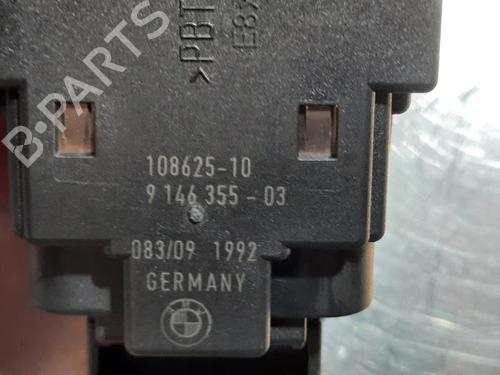 B-PARTS
>PBT
108625-10
9 146 355 - 03
083/09 1992
GERMANY